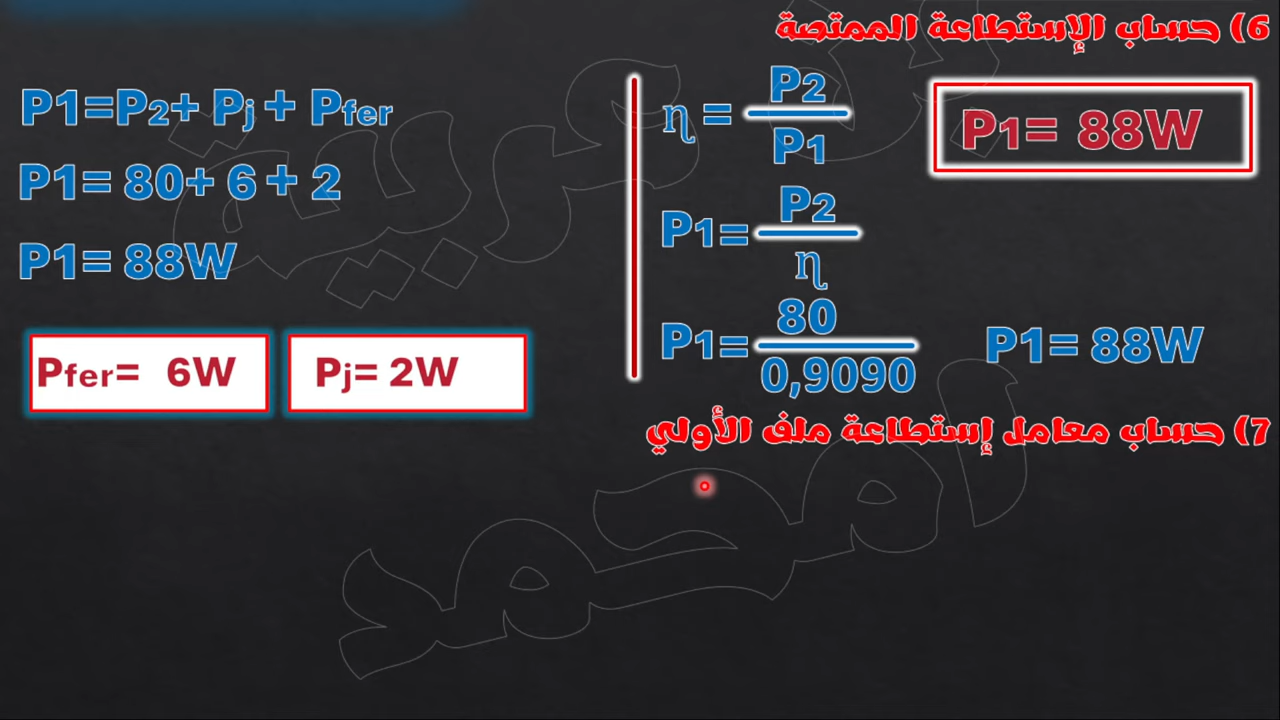 6) حساب الإستطاعة الممتصة
P1=P2+ Pj + Pfer
P1= 80+ 6 + 2
P1= 88W
Pfer= 6W
Pj= 2W
η = P2
P1
P1= P2
η
P1= 80
0,9090
P1= 88W
P1= 88W
7) حساب معامل إستطاعة ملف الأولي